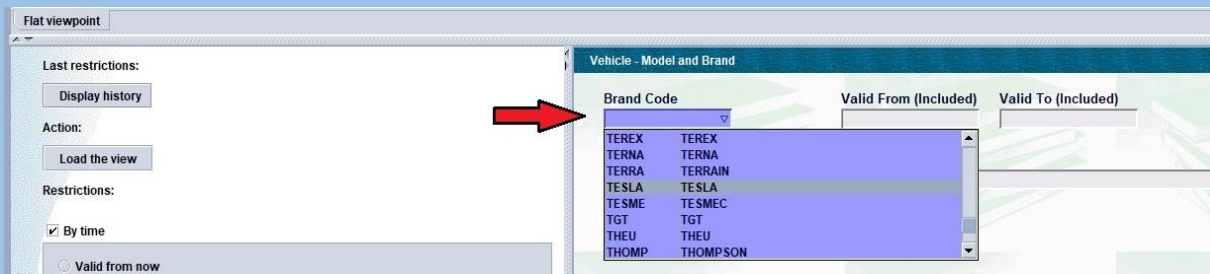 Flat viewpoint
Last restrictions:
Display history
Action:
Load the view
Restrictions:
By time
Valid from now
Vehicle - Model and Brand
Brand Code Valid From (Included) Valid To (Included)
TEREX TEREX
TERNA TERNA
TERRA TERRAIN
TESLA TESLA
TESME TESMEC
TGT TGT
THEU THEU
THOMP THOMPSON